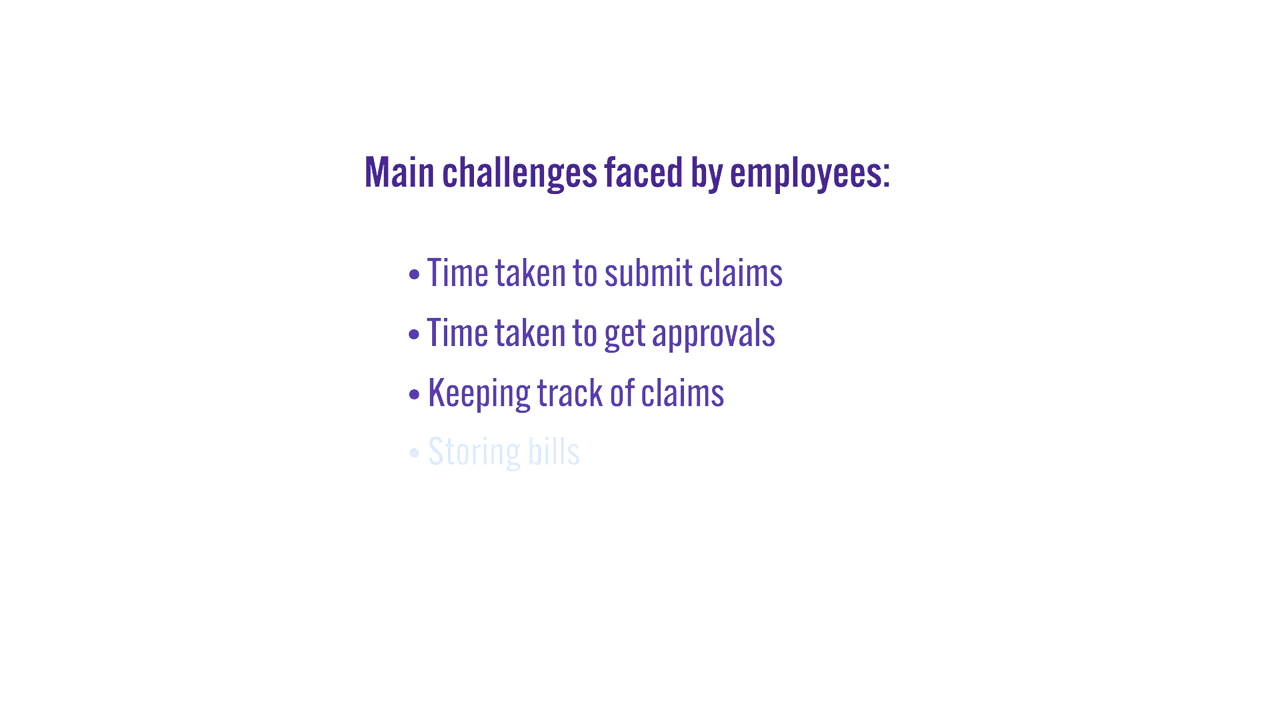 Main challenges faced by employees:
• Time taken to submit claims
• Time taken to get approvals
• Keeping track of claims
• Storing bills